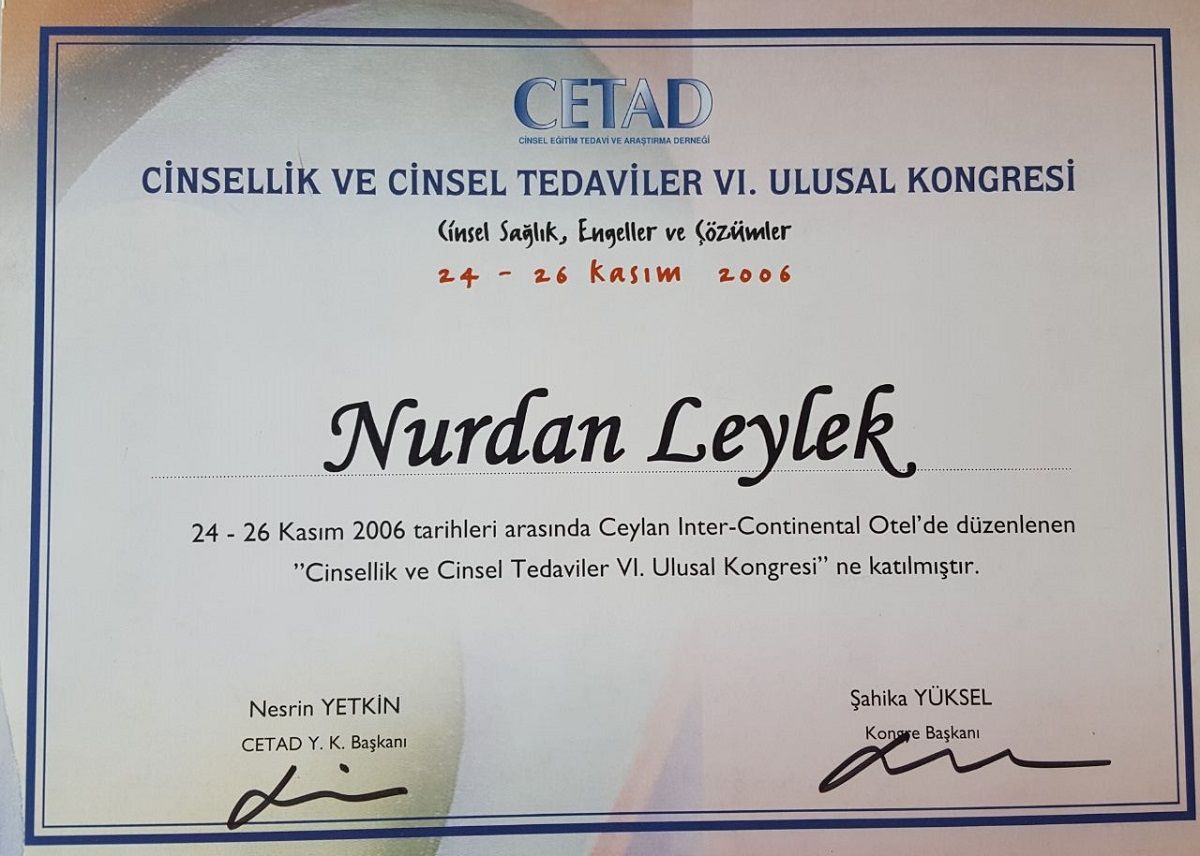 CETAD
CİNSEL EĞİTİM TEDAVİ VE ARAŞTIRMA DERNEĞİ
CİNSELLİK VE CİNSEL TEDAVİLER VI. ULUSAL KONGRESİ
Cinsel Sağlık, Engeller ve Çözümler
24 - 26 Kasım 2006
Nurdan Leylek
24 - 26 Kasım 2006 tarihleri arasında Ceylan Inter-Continental Otel'de düzenlenen
"Cinsellik ve Cinsel Tedaviler VI. Ulusal Kongresi" ne katılmıştır.
Nesrin YETKİN
CETAD Y. K. Başkanı
Şahika YÜKSEL
Kongre Başkanı